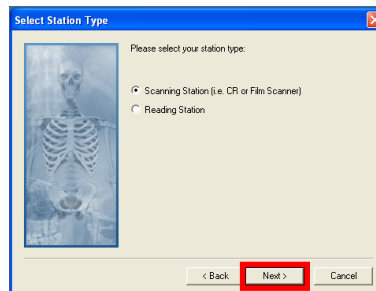 Select Station Type
Please select your station type:
Scanning Station (i.e. CR or Film Scanner)
Reading Station
< Back
Next >
Cancel